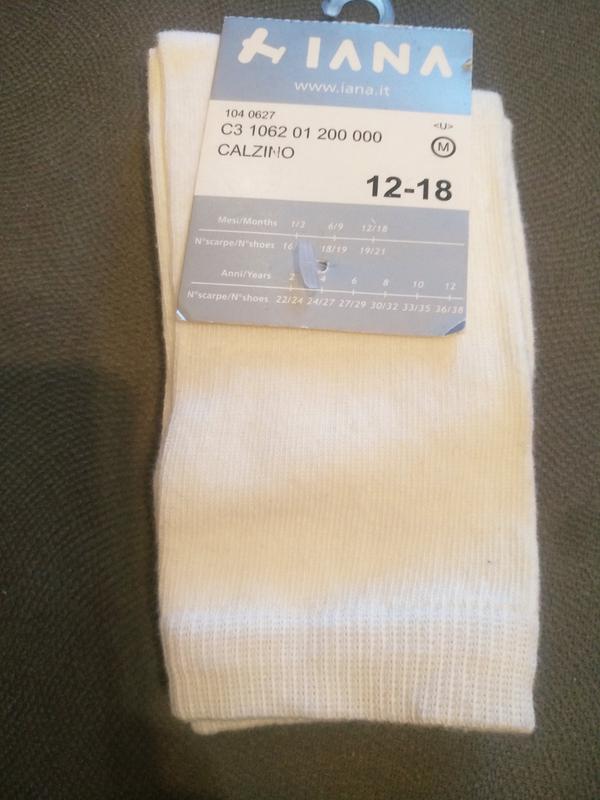 IANA
www.iana.it
104 0627
C3 1062 01 200 000
<U>
CALZINO
M
12-18
Mesi/Months 1/2 6/9 12/18
N°scarpe/N°shoes 16 18/19 19/21
Anni/Years 2 4 6 8 10 12
N°scarpe/N°shoes 22/24 24/27 27/29 30/32 33/35 36/38